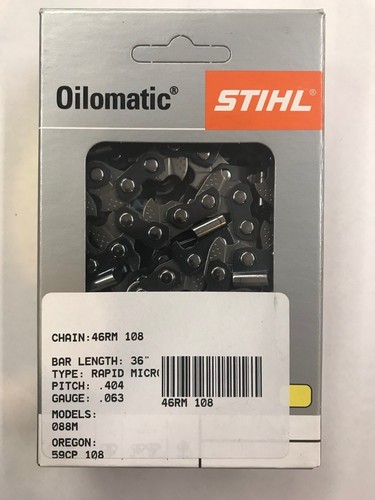 Oilomatic®
STIHL®
CHAIN:46RM 108
BAR LENGTH: 36"
TYPE: RAPID MICRO
PITCH: .404
GAUGE: .063
46RM 108
MODELS:
088M
OREGON:
59CP 108